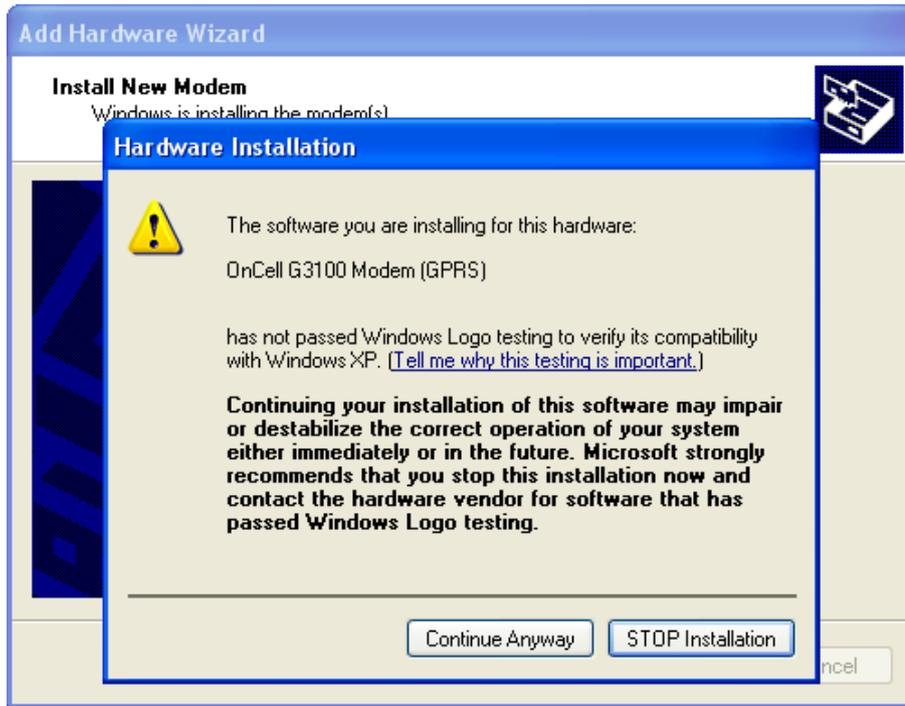 Add Hardware Wizard
Install New Modem
Windows is installing the modem(s)
Hardware Installation
The software you are installing for this hardware:
OnCell G3100 Modem (GPRS)
has not passed Windows Logo testing to verify its compatibility
with Windows XP. (Tell me why this testing is important.)
Continuing your installation of this software may impair
or destabilize the correct operation of your system
either immediately or in the future. Microsoft strongly
recommends that you stop this installation now and
contact the hardware vendor for software that has
passed Windows Logo testing.
Continue Anyway
STOP Installation
ncel